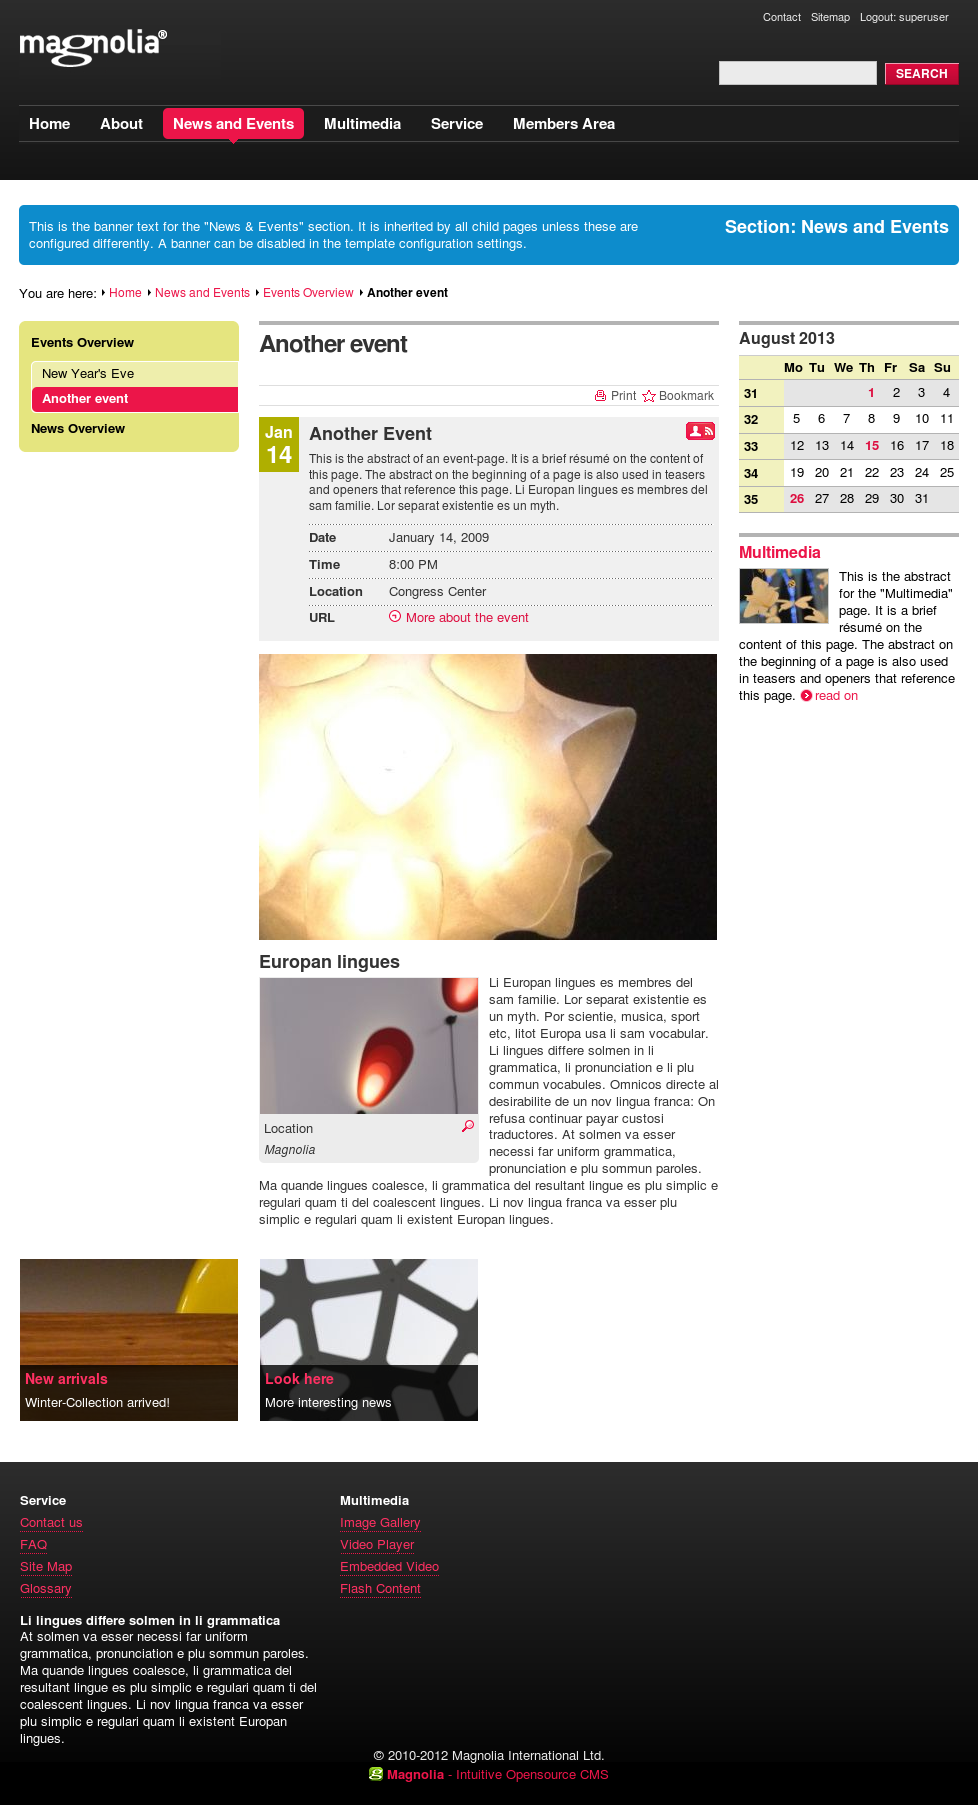 Contact Sitemap Logout: superuser
magnolia®
SEARCH
Home About News and Events Multimedia Service Members Area
This is the banner text for the "News & Events" section. It is inherited by all child pages unless these are
configured differently. A banner can be disabled in the template configuration settings.
Section: News and Events
You are here: Home News and Events Events Overview Another event
Events Overview
New Year's Eve
Another event
News Overview
Another event
Print Bookmark
Jan
14
Another Event
This is the abstract of an event-page. It is a brief résumé on the content of
this page. The abstract on the beginning of a page is also used in teasers
and openers that reference this page. Li Europan lingues es membres del
sam familie. Lor separat existentie es un myth.
Date January 14, 2009
Time 8:00 PM
Location Congress Center
URL More about the event
Europan lingues
Li Europan lingues es membres del
sam familie. Lor separat existentie es
un myth. Por scientie, musica, sport
etc, litot Europa usa li sam vocabular.
Li lingues differe solmen in li
grammatica, li pronunciation e li plu
commun vocabules. Omnicos directe al
desirabilite de un nov lingua franca: On
refusa continuar payar custosi
traductores. At solmen va esser
necessi far uniform grammatica,
pronunciation e plu sommun paroles.
Ma quande lingues coalesce, li grammatica del resultant lingue es plu simplic e
regulari quam ti del coalescent lingues. Li nov lingua franca va esser plu
simplic e regulari quam li existent Europan lingues.
Location
Magnolia
August 2013
Mo Tu We Th Fr Sa Su
31 1 2 3 4
32 5 6 7 8 9 10 11
33 12 13 14 15 16 17 18
34 19 20 21 22 23 24 25
35 26 27 28 29 30 31
Multimedia
This is the abstract
for the "Multimedia"
page. It is a brief
résumé on the
content of this page. The abstract on
the beginning of a page is also used
in teasers and openers that reference
this page. read on
New arrivals
Winter-Collection arrived!
Look here
More interesting news
Service
Contact us
FAQ
Site Map
Glossary
Multimedia
Image Gallery
Video Player
Embedded Video
Flash Content
Li lingues differe solmen in li grammatica
At solmen va esser necessi far uniform
grammatica, pronunciation e plu sommun paroles.
Ma quande lingues coalesce, li grammatica del
resultant lingue es plu simplic e regulari quam ti del
coalescent lingues. Li nov lingua franca va esser
plu simplic e regulari quam li existent Europan
lingues.
© 2010-2012 Magnolia International Ltd.
Magnolia - Intuitive Opensource CMS